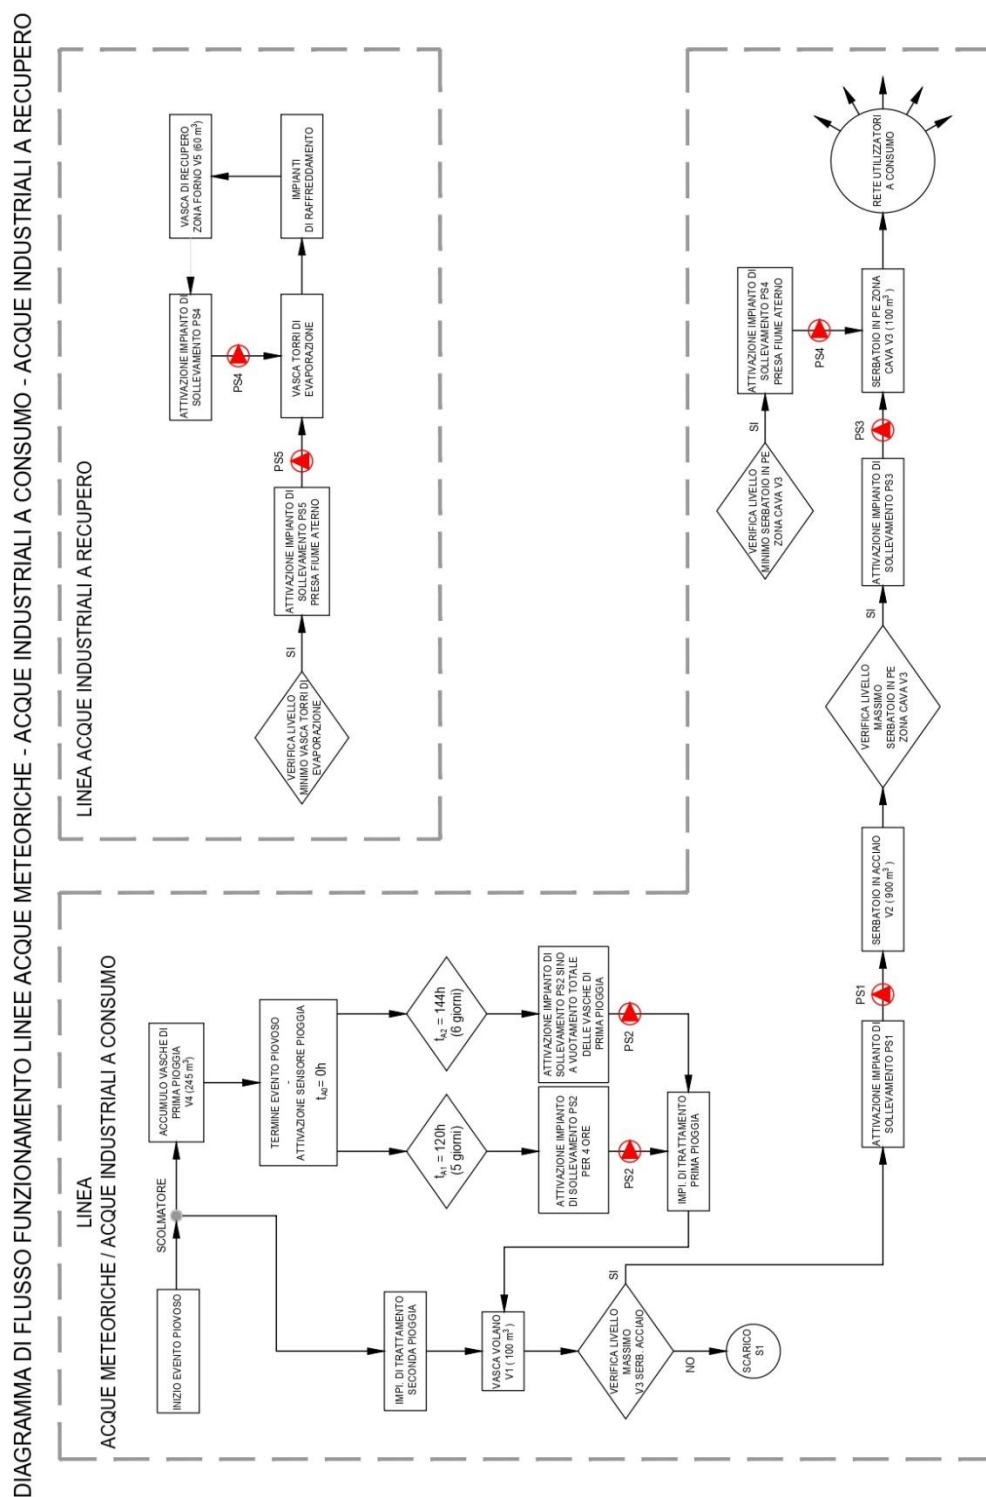 DIAGRAMMA DI FLUSSO FUNZIONAMENTO LINEE ACQUE METEORICHE - ACQUE INDUSTRIALI A CONSUMO - ACQUE INDUSTRIALI A RECUPERO
LINEA
ACQUE METEORICHE / ACQUE INDUSTRIALI A CONSUMO
INIZIO EVENTO PIOVOSO
SCOLMATORE
ACCUMULO VASCHE DI
PRIMA PIOGGIA
V4 (245 m³)
TERMINE EVENTO PIOVOSO
-
ATTIVAZIONE SENSORE PIOGGIA
tA0= 0h
tA1 = 120h
(5 giorni)
tA2 = 144h
(6 giorni)
ATTIVAZIONE IMPIANTO
DI SOLLEVAMENTO PS2
PER 4 ORE
ATTIVAZIONE IMPIANTO DI
SOLLEVAMENTO PS2 SINO
A VUOTAMENTO TOTALE
DELLE VASCHE DI
PRIMA PIOGGIA
PS2
PS2
IMPI. DI TRATTAMENTO
PRIMA PIOGGIA
IMPI. DI TRATTAMENTO
SECONDA PIOGGIA
VASCA VOLANO
V1 ( 100 m³)
VERIFICA LIVELLO
MASSIMO
V3 SERB. ACCIAIO
SI
NO
SCARICO
S1
ATTIVAZIONE IMPIANTO DI
SOLLEVAMENTO PS1
PS1
SERBATOIO IN ACCIAIO
V2 ( 900 m³)
VERIFICA LIVELLO
MASSIMO
SERBATOIO IN PE
ZONA CAVA V3
SI
ATTIVAZIONE IMPIANTO DI
SOLLEVAMENTO PS3
PS3
SERBATOIO IN PE ZONA
CAVA V3 ( 100 m³)
VERIFICA LIVELLO
MINIMO SERBATOIO IN PE
ZONA CAVA V3
SI
ATTIVAZIONE IMPIANTO DI
SOLLEVAMENTO PS4
PRESA FIUME ATERNO
PS4
RETE UTILIZZATORI
A CONSUMO
LINEA ACQUE INDUSTRIALI A RECUPERO
VERIFICA LIVELLO
MINIMO VASCA TORRI DI
EVAPORAZIONE
SI
ATTIVAZIONE IMPIANTO DI
SOLLEVAMENTO PS5
PRESA FIUME ATERNO
PS5
VASCA TORRI DI
EVAPORAZIONE
ATTIVAZIONE IMPIANTO DI
SOLLEVAMENTO PS4
PS4
VASCA DI RECUPERO
ZONA FORNO V5 (60 m³)
IMPIANTI
DI RAFFREDDAMENTO